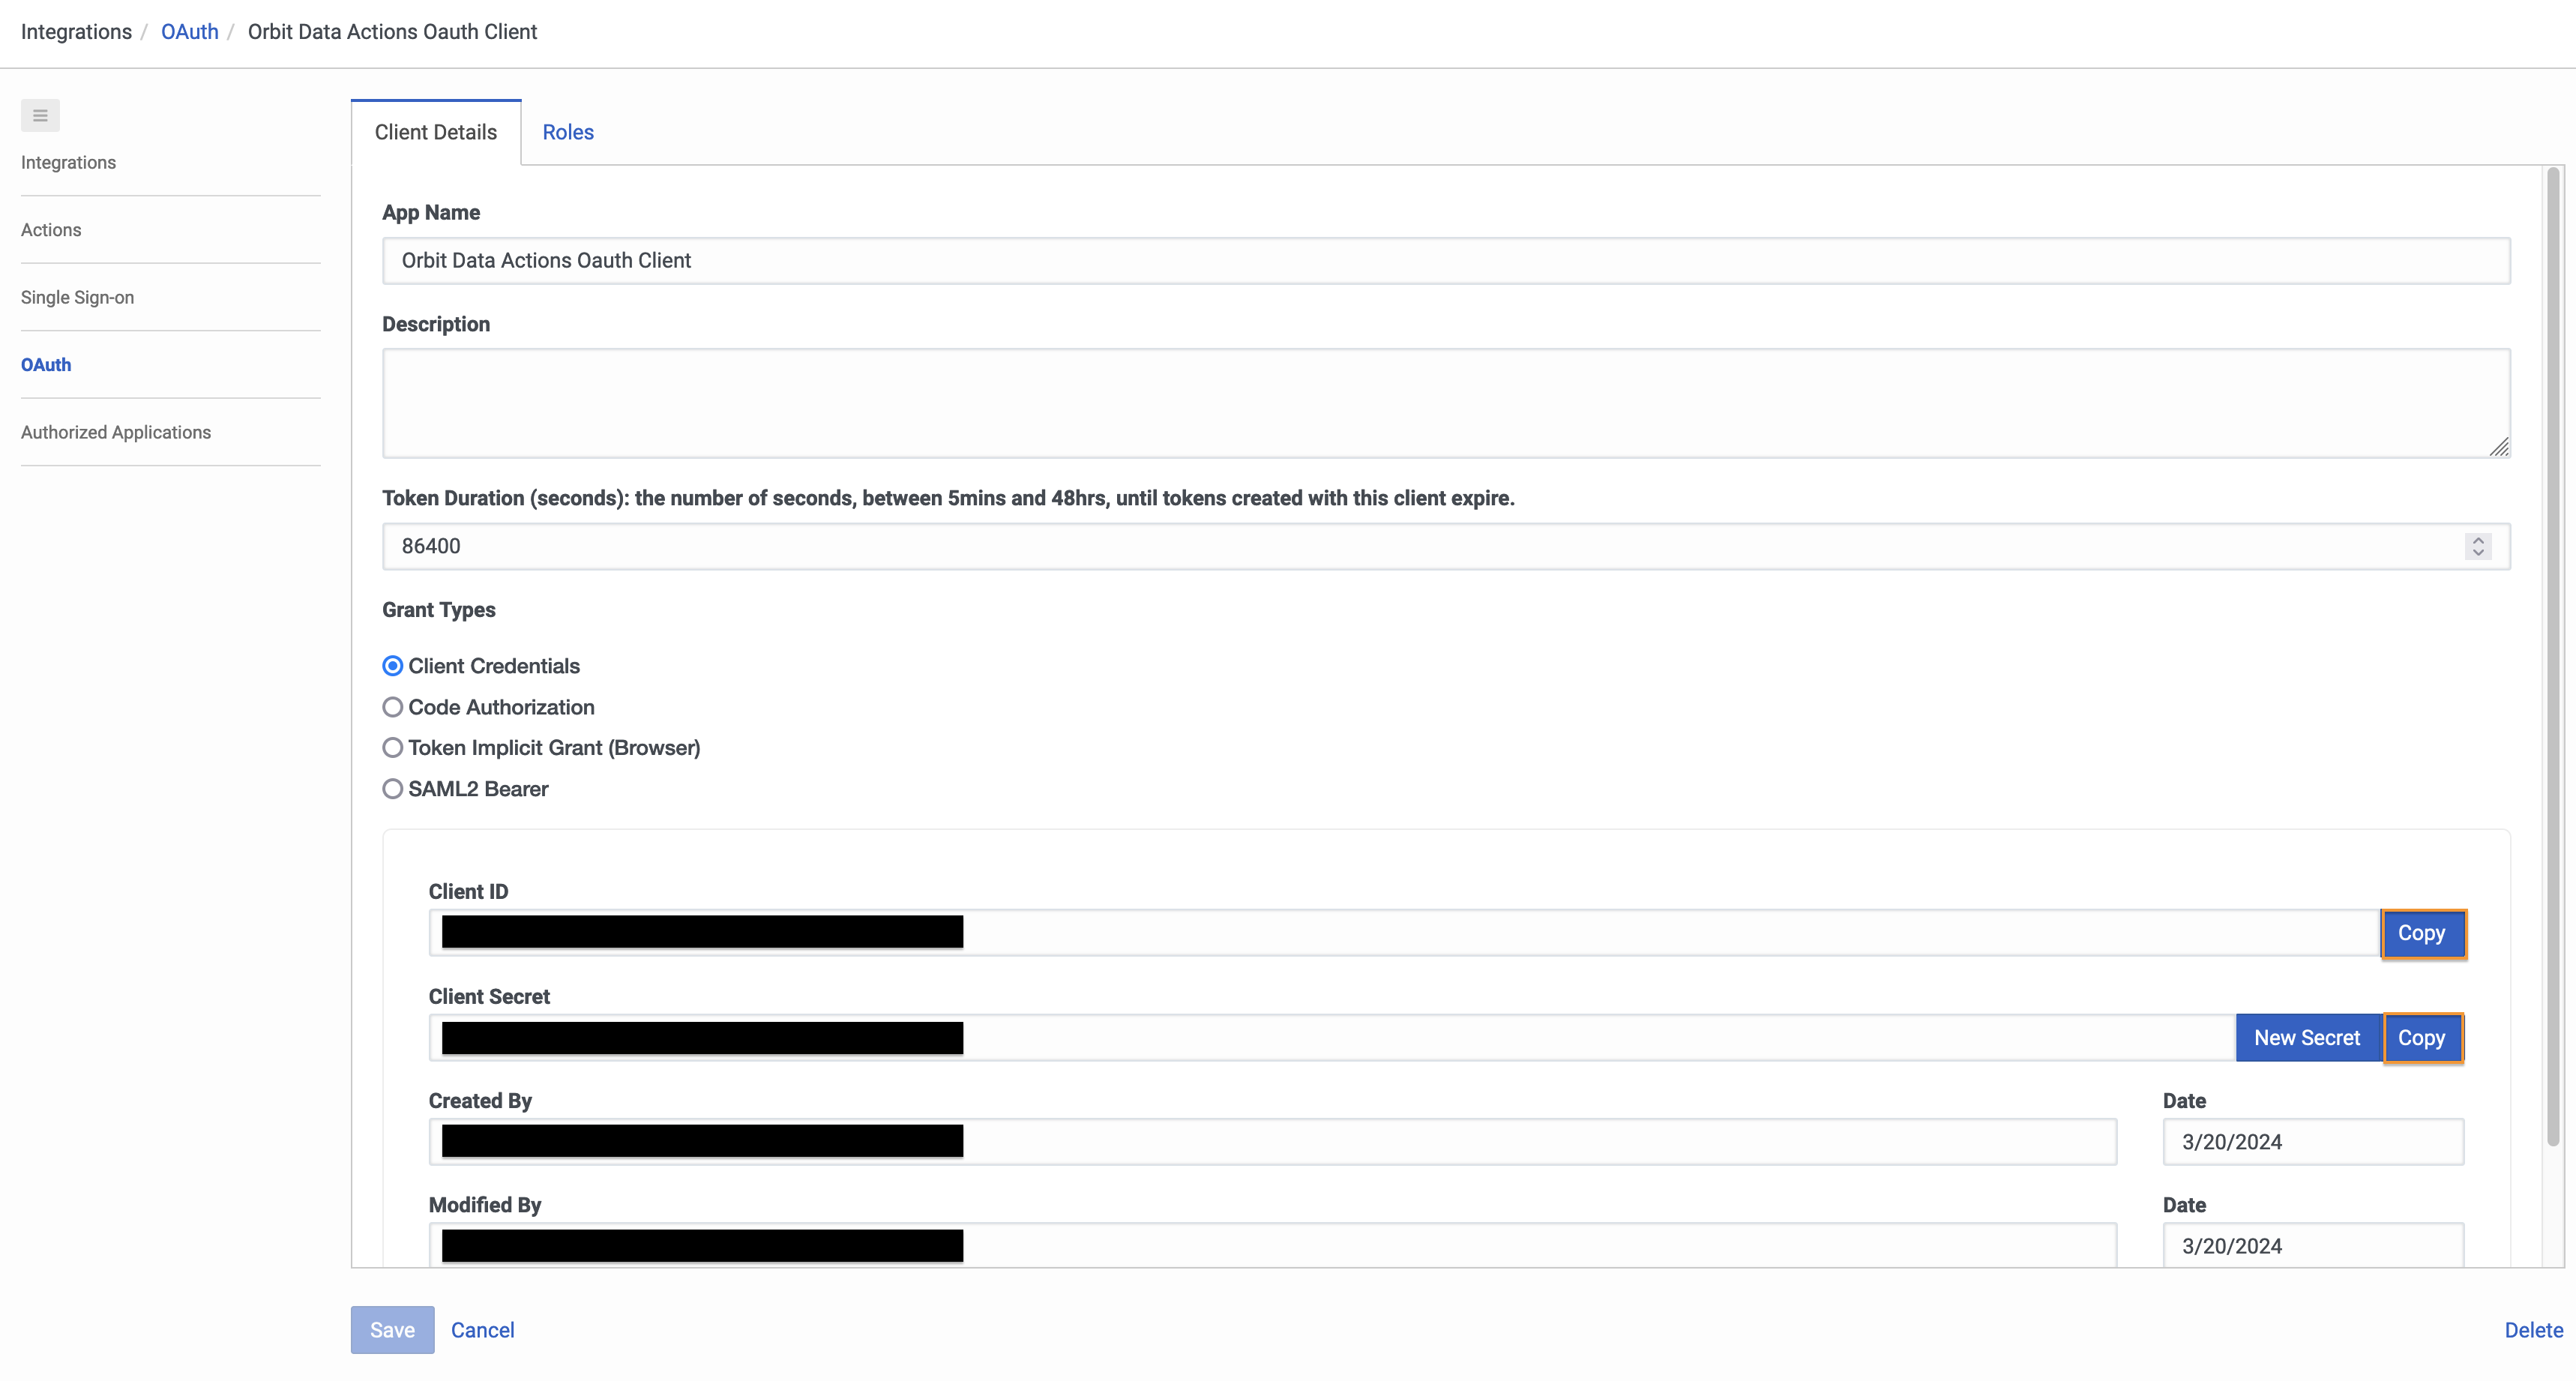 Integrations / OAuth / Orbit Data Actions Oauth Client
Integrations
Actions
Single Sign-on
OAuth
Authorized Applications
Client Details Roles
App Name
Orbit Data Actions Oauth Client
Description
Token Duration (seconds): the number of seconds, between 5mins and 48hrs, until tokens created with this client expire.
86400
Grant Types
Client Credentials
Code Authorization
Token Implicit Grant (Browser)
SAML2 Bearer
Client ID
Copy
Client Secret
New Secret Copy
Created By Date
3/20/2024
Modified By Date
3/20/2024
Save Cancel Delete